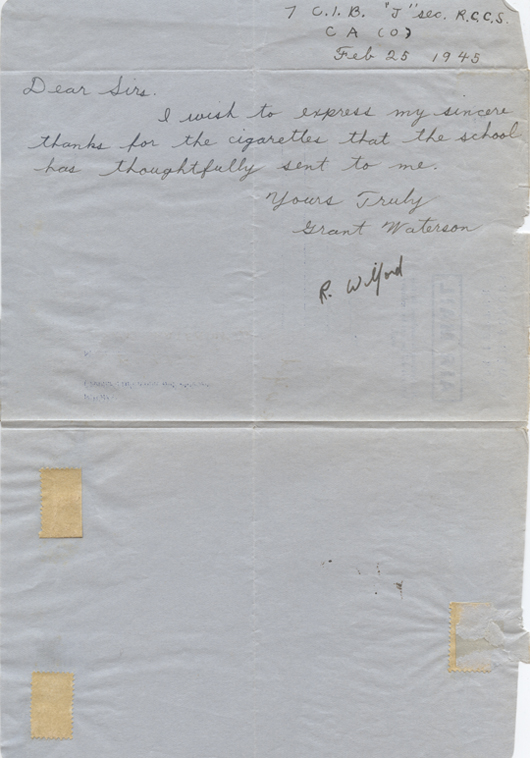 7 C.I.B. "J" sec. R.C.C.S.
C A (O)
Feb 25 1945
Dear Sirs.
I wish to express my sincere
thanks for the cigarettes that the school
has thoughtfully sent to me.
Yours Truly
Grant Waterson
R. Wilford